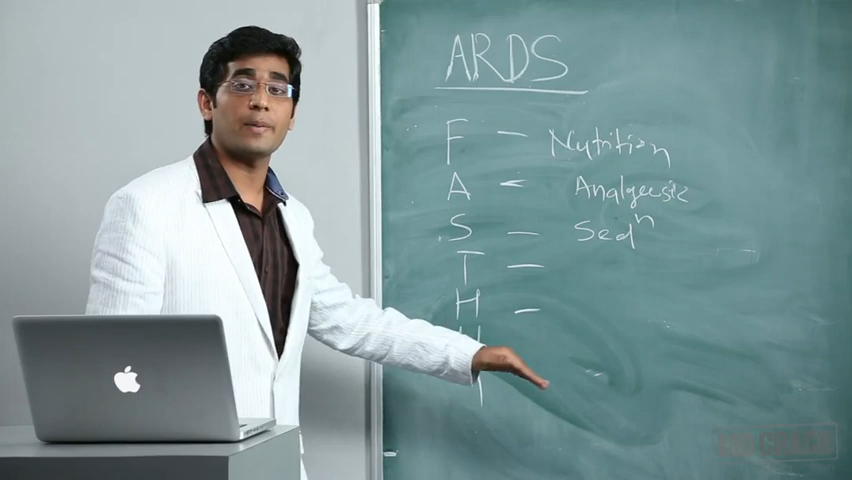 ARDS
F – Nutrition
A – Analgesic
S – Sedn
T –
H –